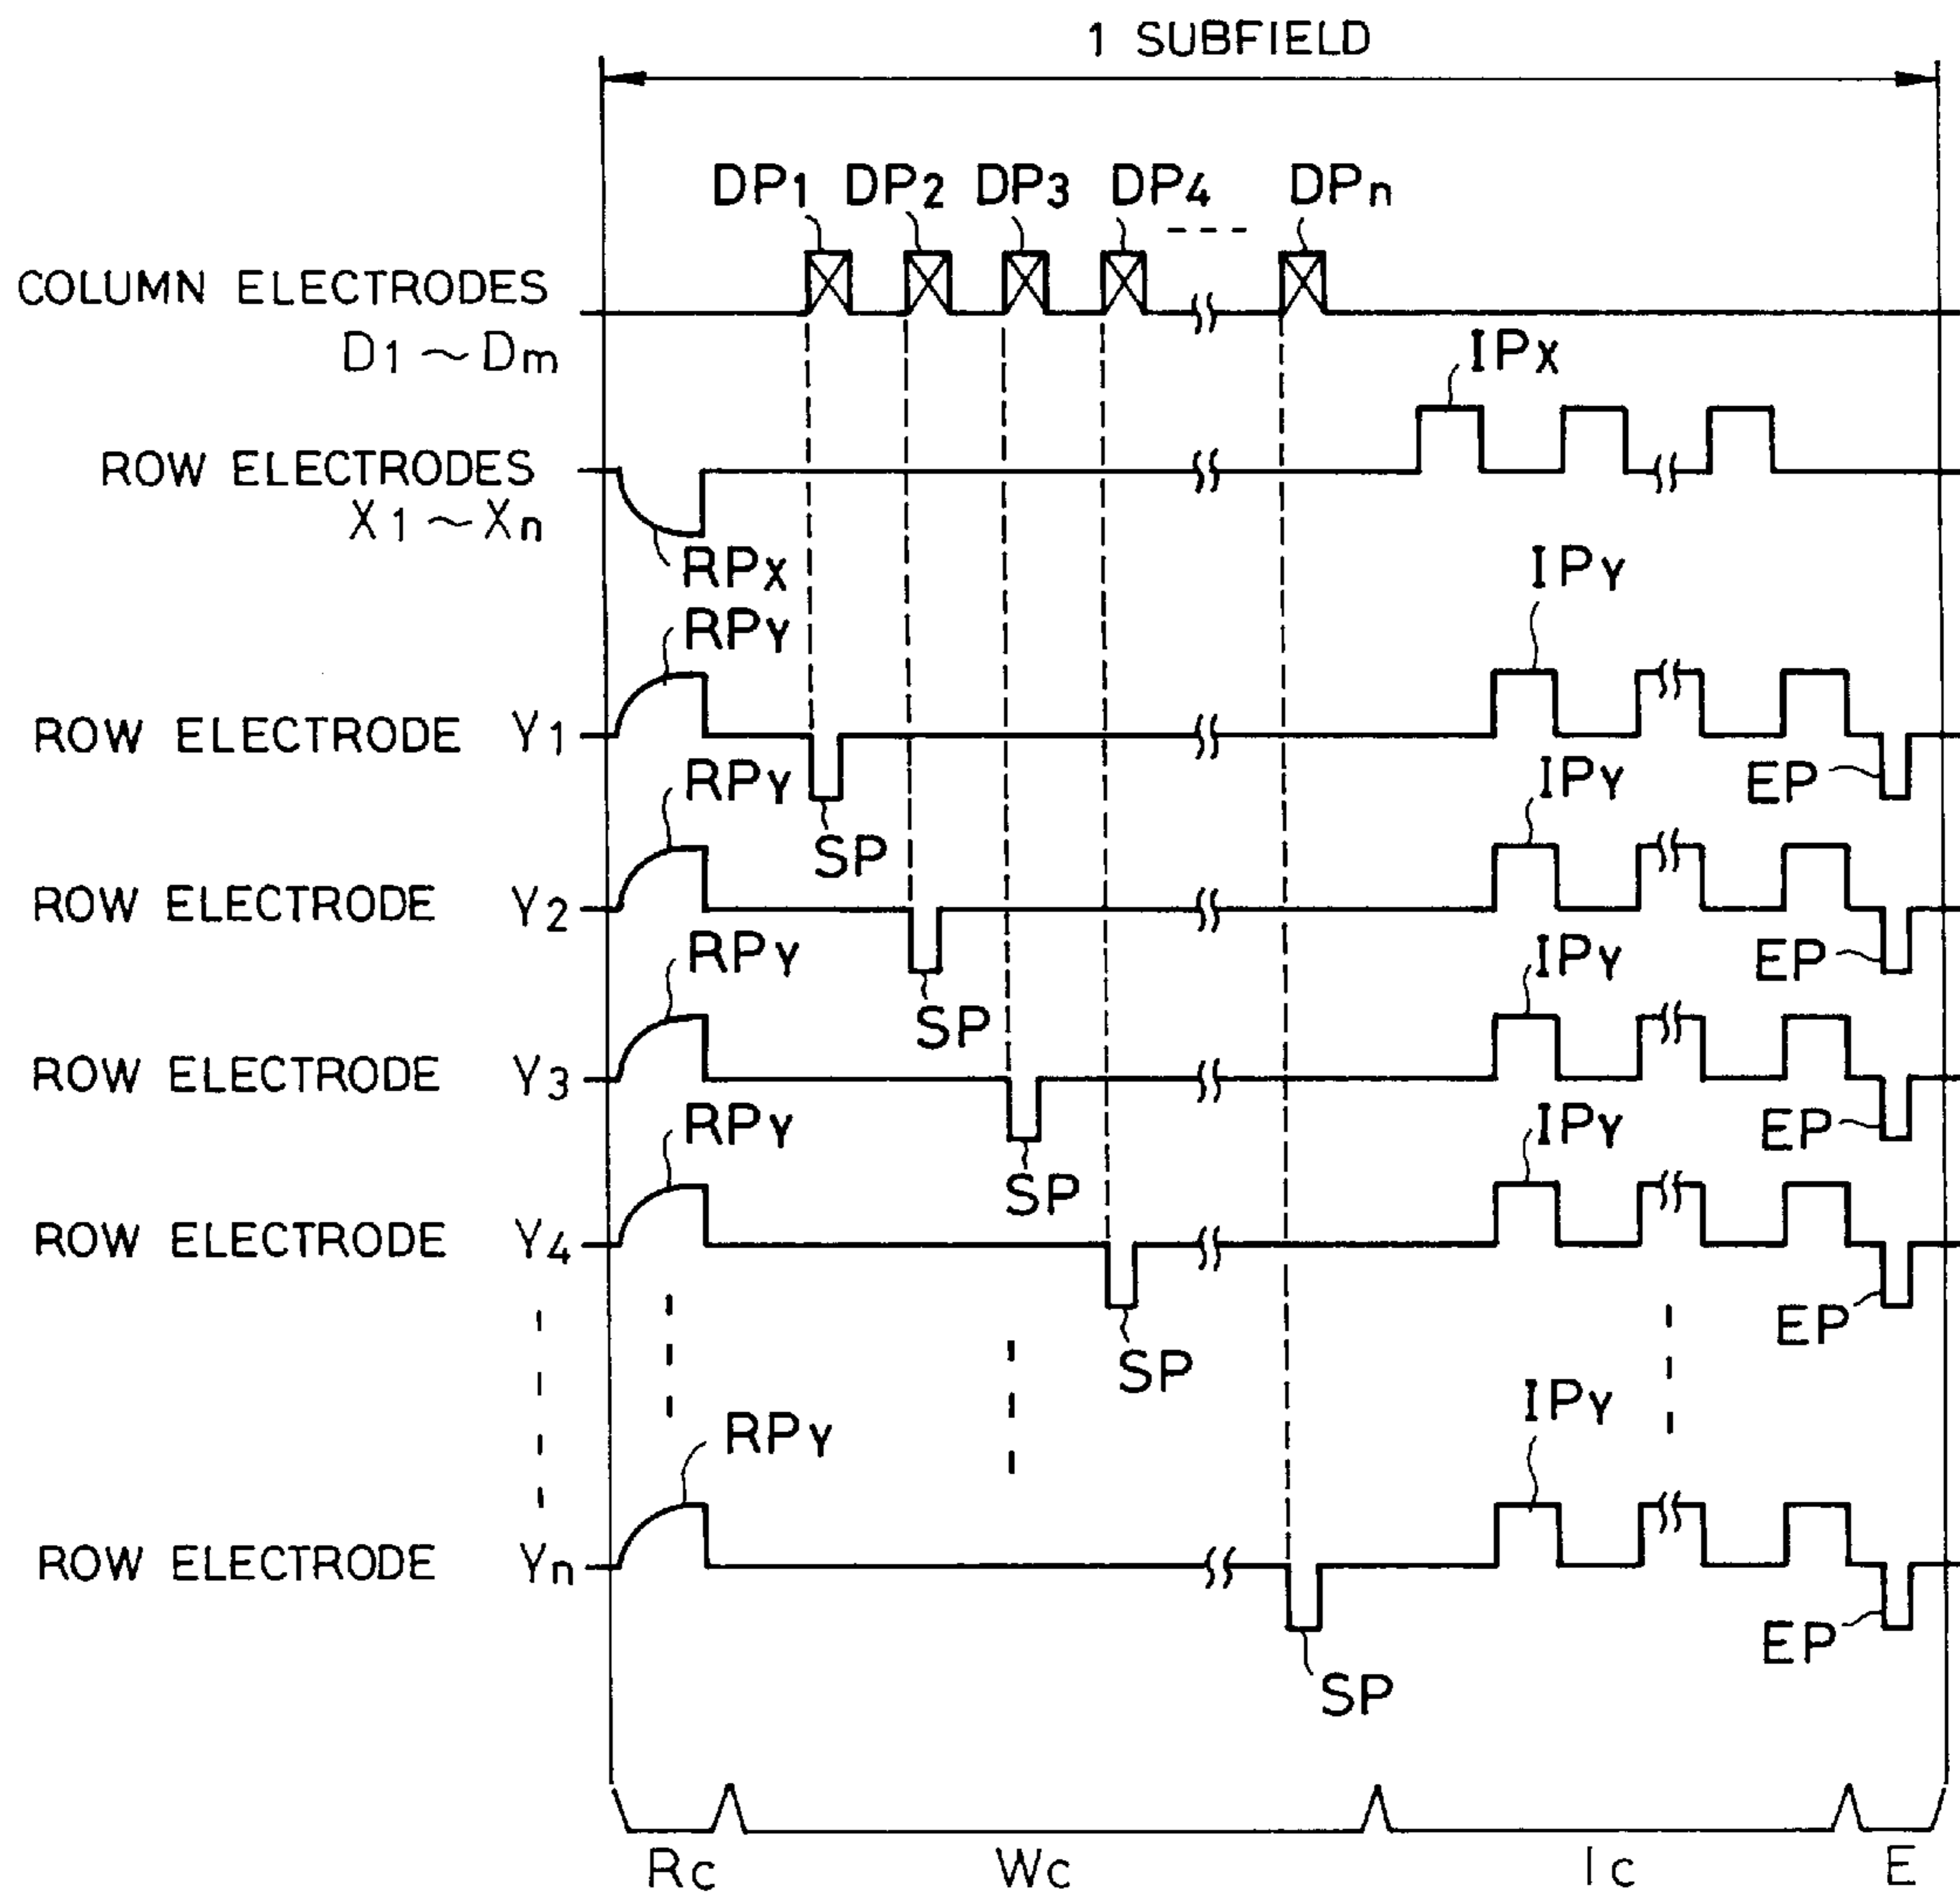 1 SUBFIELD
DP1 DP2 DP3 DP4 - - - DPn
COLUMN ELECTRODES
D1 ~ Dm
IPX
ROW ELECTRODES
X1 ~ Xn
RPX
IPY
RPY
ROW ELECTRODE Y1
RPY
IPY
EP
SP
ROW ELECTRODE Y2
RPY
IPY
EP
SP
ROW ELECTRODE Y3
RPY
IPY
EP
SP
ROW ELECTRODE Y4
EP
SP
IPY
RPY
ROW ELECTRODE Yn
EP
SP
Rc Wc Ic E